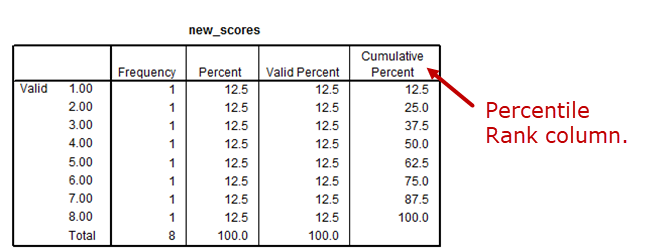 new_scores
Cumulative
Frequency Percent Valid Percent Percent
Valid 1.00 1 12.5 12.5 12.5
2.00 1 12.5 12.5 25.0
3.00 1 12.5 12.5 37.5
4.00 1 12.5 12.5 50.0
5.00 1 12.5 12.5 62.5
6.00 1 12.5 12.5 75.0
7.00 1 12.5 12.5 87.5
8.00 1 12.5 12.5 100.0
Total 8 100.0 100.0
Percentile
Rank column.